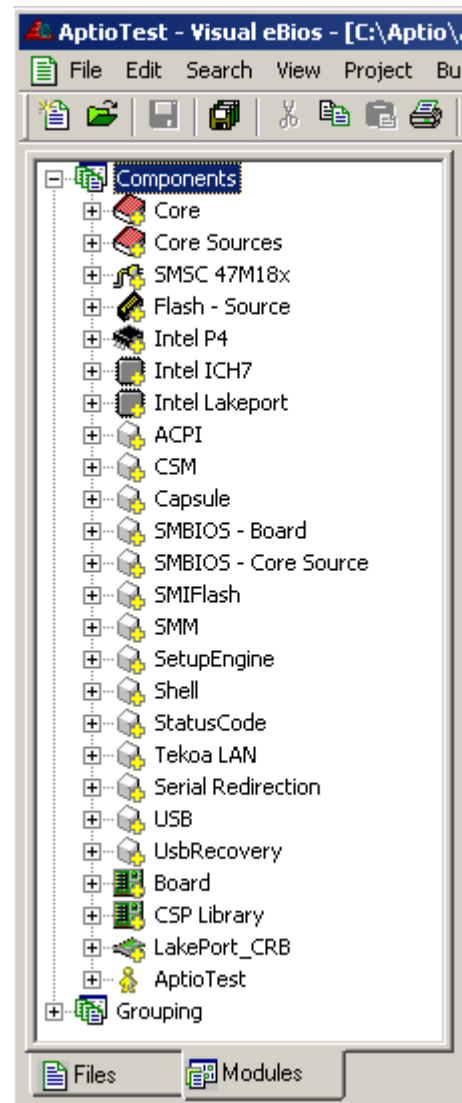 AptioTest - Visual eBios - [C:\Aptio\
File Edit Search View Project Bu
Components
Core
Core Sources
SMSC 47M18x
Flash - Source
Intel P4
Intel ICH7
Intel Lakeport
ACPI
CSM
Capsule
SMBIOS - Board
SMBIOS - Core Source
SMIFlash
SMM
SetupEngine
Shell
StatusCode
Tekoa LAN
Serial Redirection
USB
UsbRecovery
Board
CSP Library
LakePort_CRB
AptioTest
Grouping
Files Modules